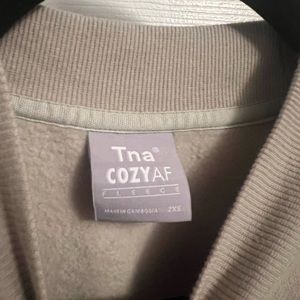 Tna®
COZYAF
FLEECE
MADE IN CAMBODIA 2XS